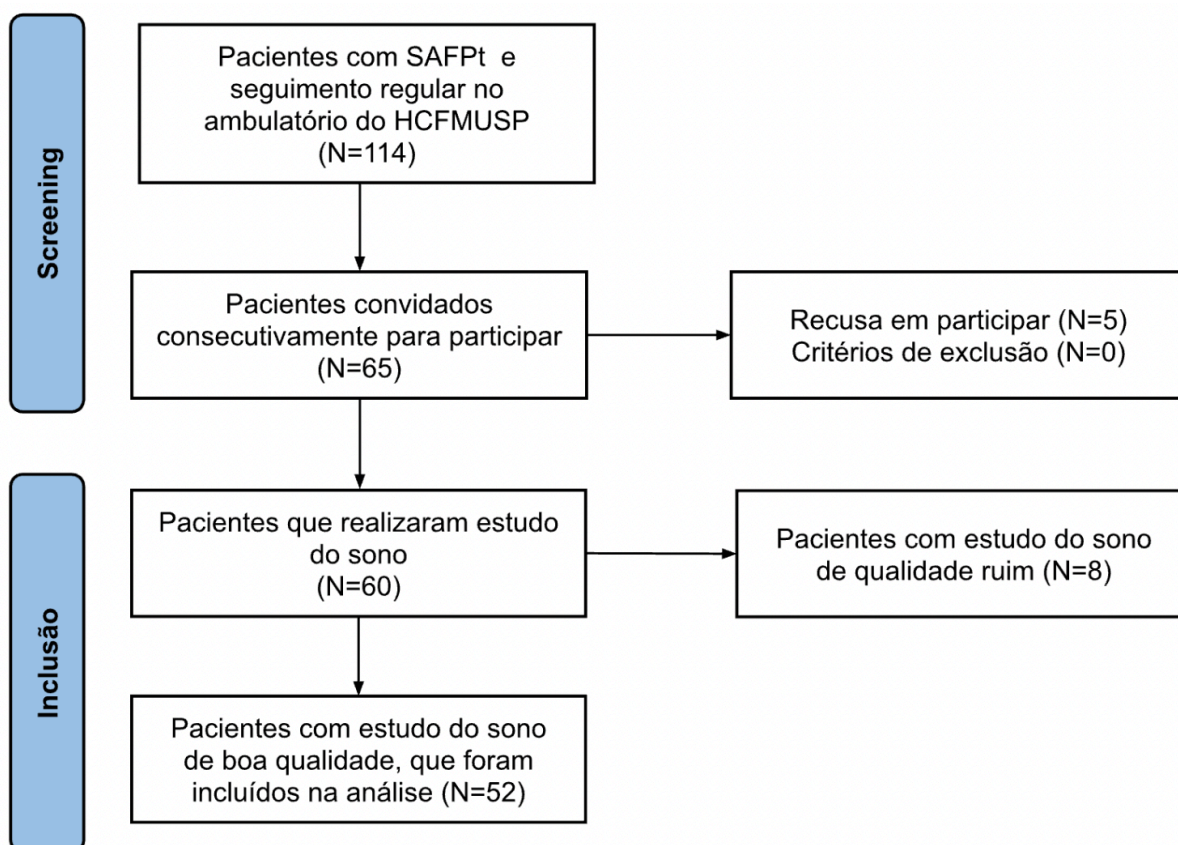 Screening
Pacientes com SAFPt e
seguimento regular no
ambulatório do HCFMUSP
(N=114)
Pacientes convidados
consecutivamente para participar
(N=65)
Recusa em participar (N=5)
Critérios de exclusão (N=0)
Inclusão
Pacientes que realizaram estudo
do sono
(N=60)
Pacientes com estudo do sono
de qualidade ruim (N=8)
Pacientes com estudo do sono
de boa qualidade, que foram
incluídos na análise (N=52)